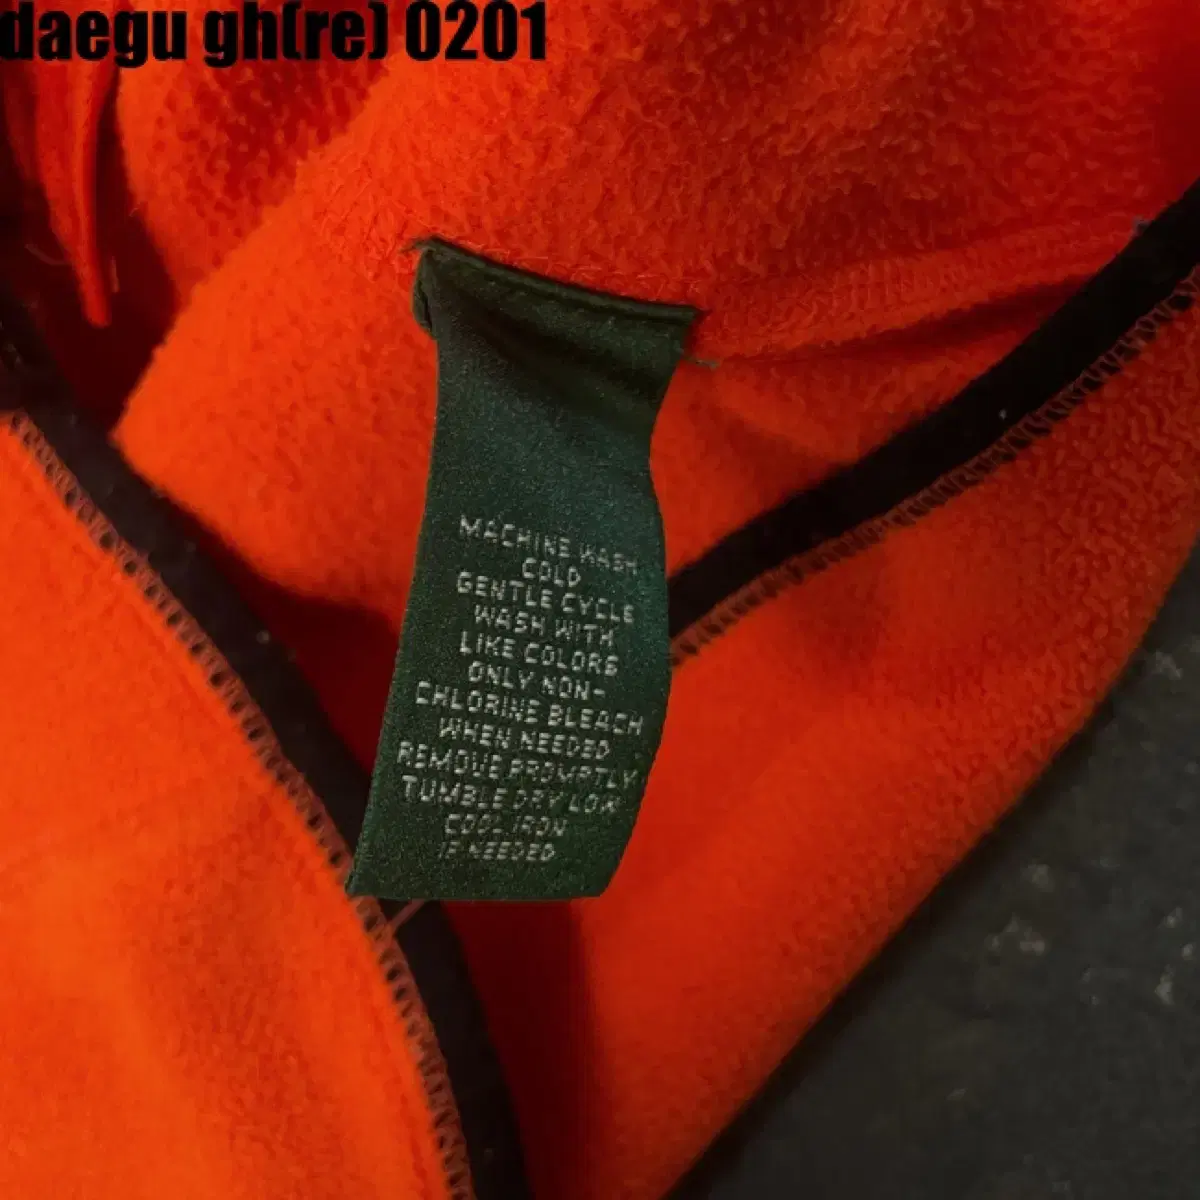 daegu gh(re) 0201
MACHINE WASH
COLD
GENTLE CYCLE
WASH WITH
LIKE COLORS
ONLY NON-
CHLORINE BLEACH
WHEN NEEDED
REMOVE PROMPTLY
TUMBLE DRY LOW
COOL IRON
IF NEEDED